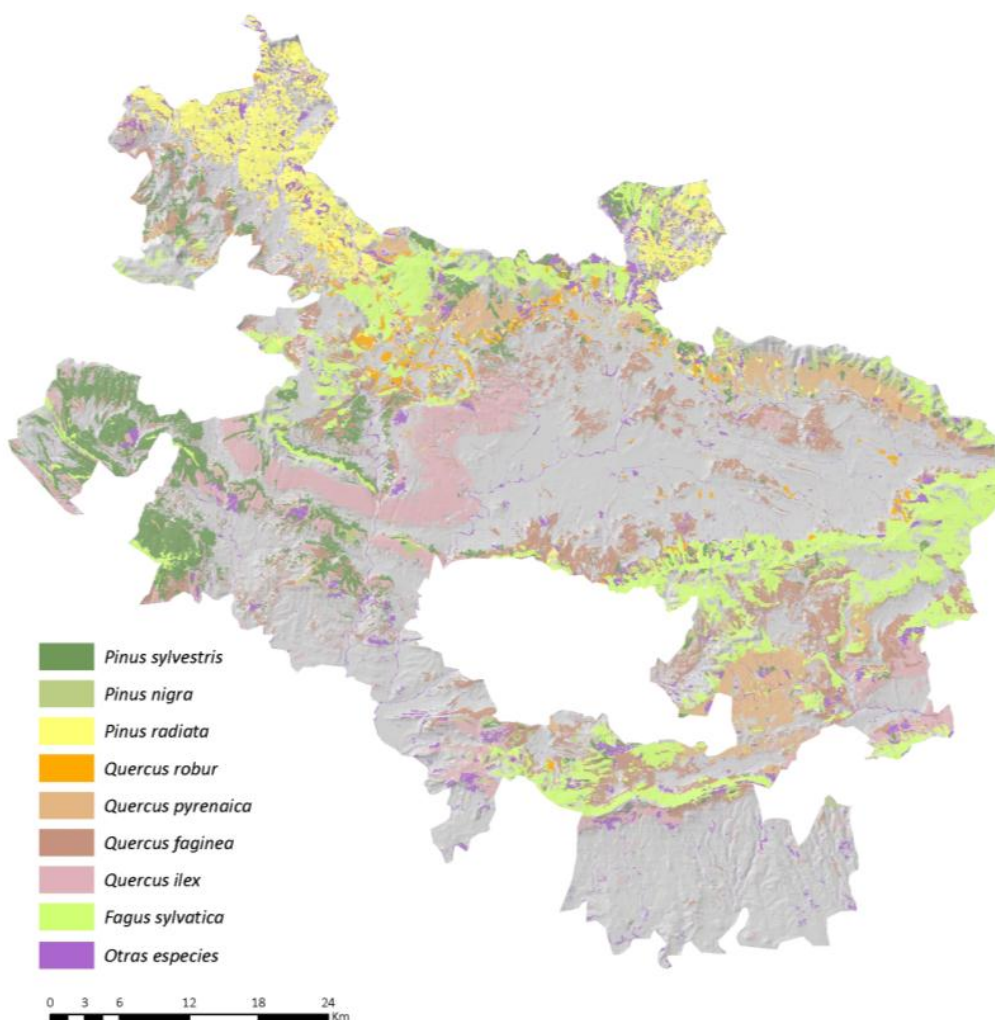 Pinus sylvestris
Pinus nigra
Pinus radiata
Quercus robur
Quercus pyrenaica
Quercus faginea
Quercus ilex
Fagus sylvatica
Otras especies
0 3 6 12 18 24
Km